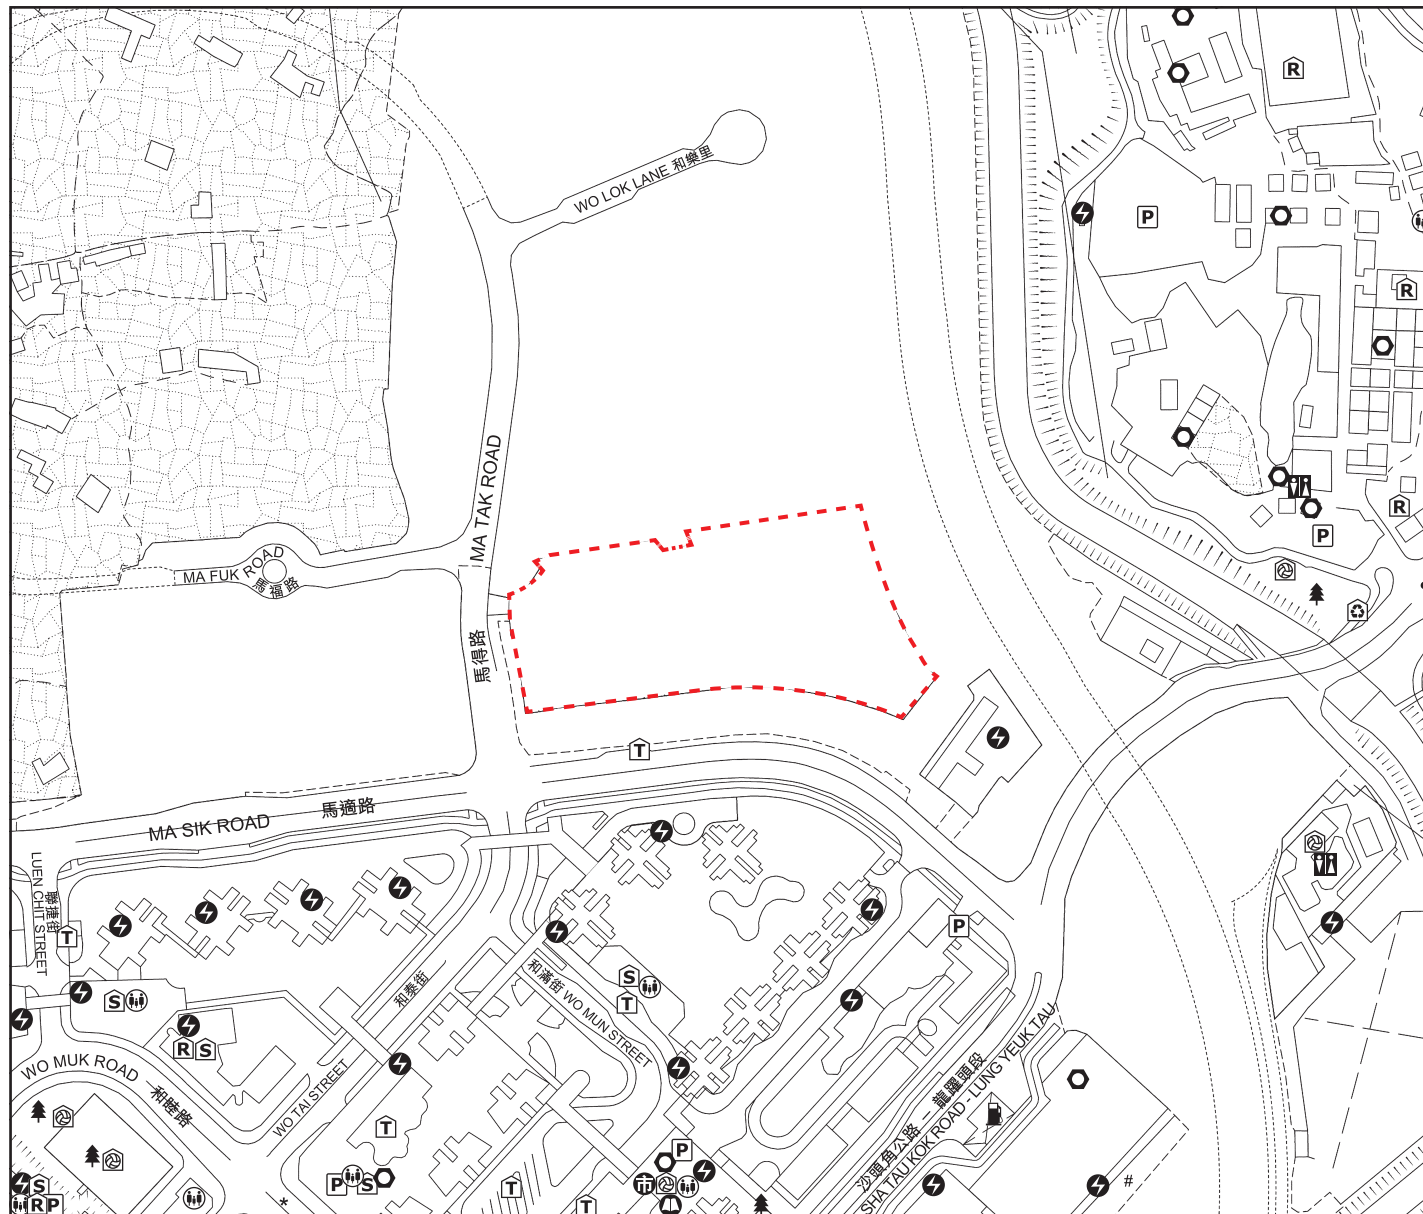 R
WO LOK LANE 和樂里
P
R
MA TAK ROAD
馬得路
R
P
MA FUK ROAD
馬福路
T
MA SIK ROAD 馬適路
LUEN CHIT STREET
聯捷街
T
P
S
和泰街
和滿街 WO MUN STREET
S
T
R S
WO MUK ROAD 和睦路
WO TAI STREET
沙頭角公路 － 龍躍頭段
SHA TAU KOK ROAD - LUNG YEUK TAU
T
P
S
R P
P S
T
市
T
*
#